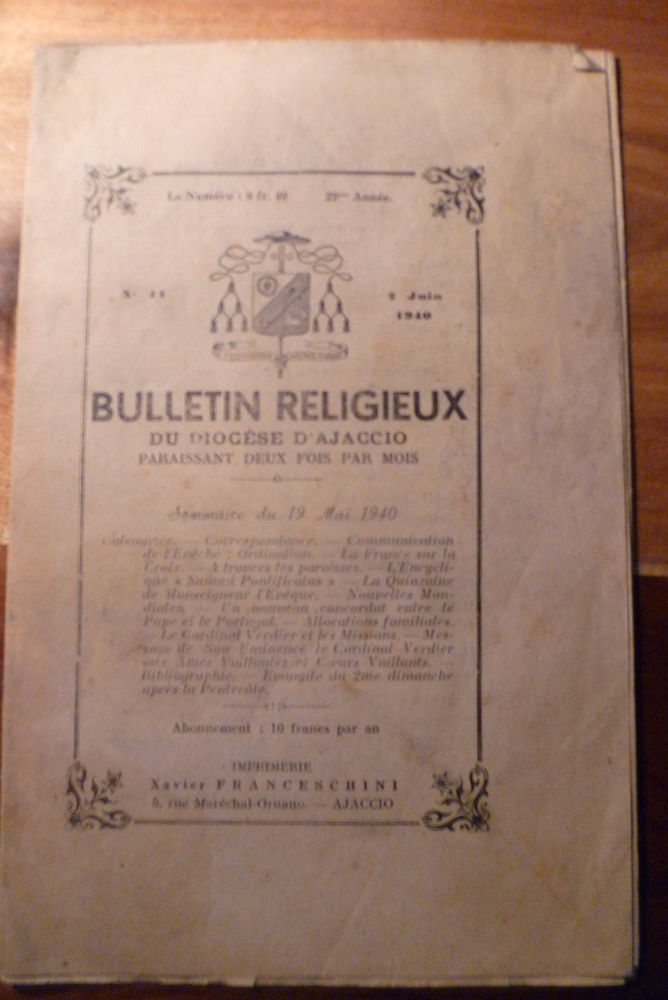 Le Numéro : 0 fr. 40 29me Année.
N° 11 2 Juin
1940
BULLETIN RELIGIEUX
DU DIOCÈSE D'AJACCIO
PARAISSANT DEUX FOIS PAR MOIS
Sommaire du 19 Mai 1940
Calendrier. — Correspondance. — Communication
de l'Evêché : Ordination. — La France sur la
Croix. — A travers les paroisses. — L'Encycli-
que « Summi Pontificatus » — La Quinzaine
de Monseigneur l'Evêque. — Nouvelles Mon-
diales. — Un nouveau concordat entre le
Pape et le Portugal. — Allocations familiales.
— Le Cardinal Verdier et les Missions. — Mes-
sage de Son Eminence le Cardinal Verdier
aux Ames Vaillantes et Cœurs Vaillants. —
Bibliographie. — Evangile du 2me dimanche
après la Pentecôte.
Abonnement : 10 francs par an
IMPRIMERIE
Xavier FRANCESCHINI
5, rue Maréchal-Ornano. — AJACCIO